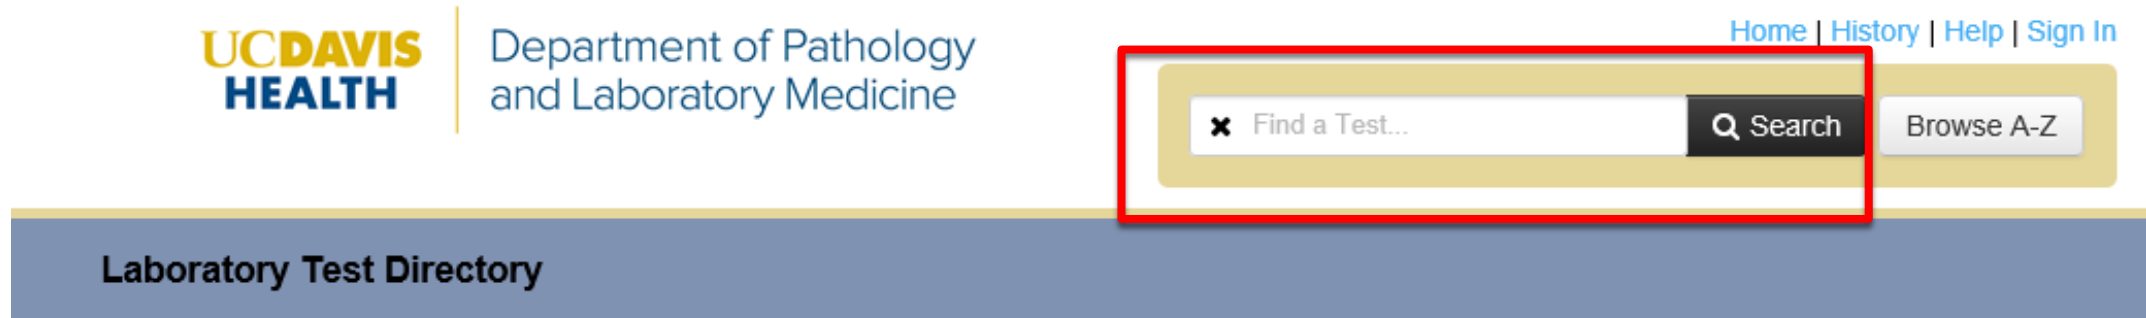 UCDAVIS
HEALTH
Department of Pathology
and Laboratory Medicine
Home | History | Help | Sign In
Find a Test...
Search
Browse A-Z
Laboratory Test Directory